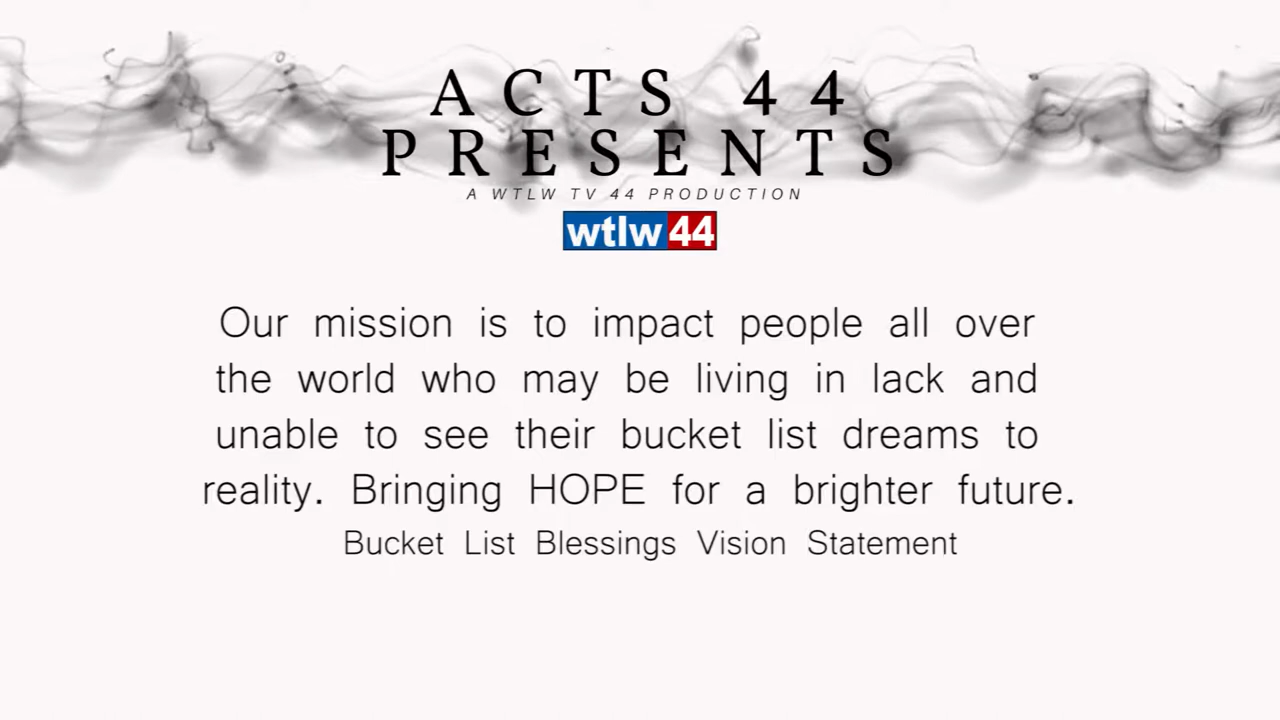 ACTS 44
PRESENTS
A WTLW TV 44 PRODUCTION
wtlw44
Our mission is to impact people all over
the world who may be living in lack and
unable to see their bucket list dreams to
reality. Bringing HOPE for a brighter future.
Bucket List Blessings Vision Statement